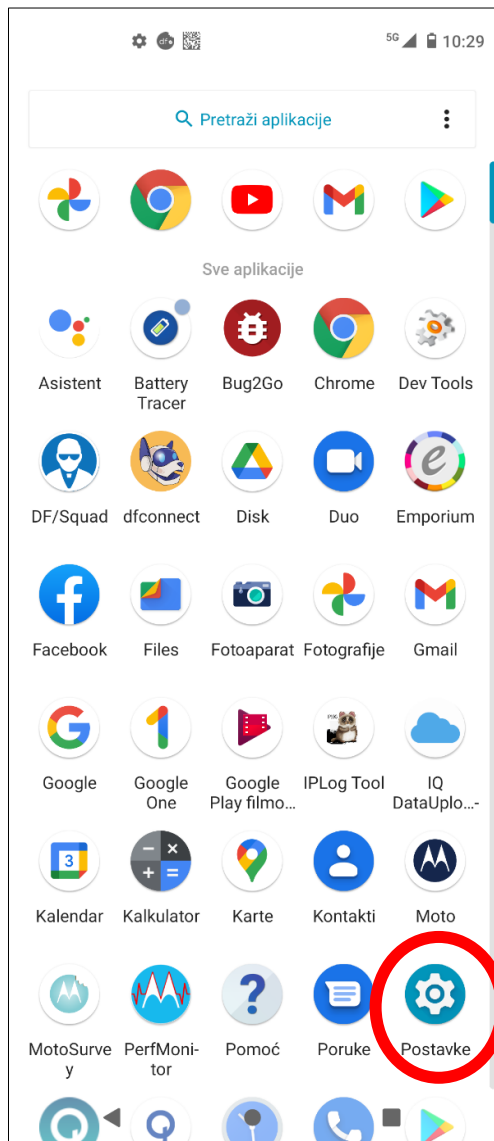 5G 10:29
Pretraži aplikacije
Sve aplikacije
Asistent Battery Tracer Bug2Go Chrome Dev Tools
DF/Squad dfconnect Disk Duo Emporium
Facebook Files Fotoaparat Fotografije Gmail
Google Google One Google Play filmo... IPLog Tool IQ DataUplo...-
Kalendar Kalkulator Karte Kontakti Moto
MotoSurve y PerfMoni- tor Pomoć Poruke Postavke